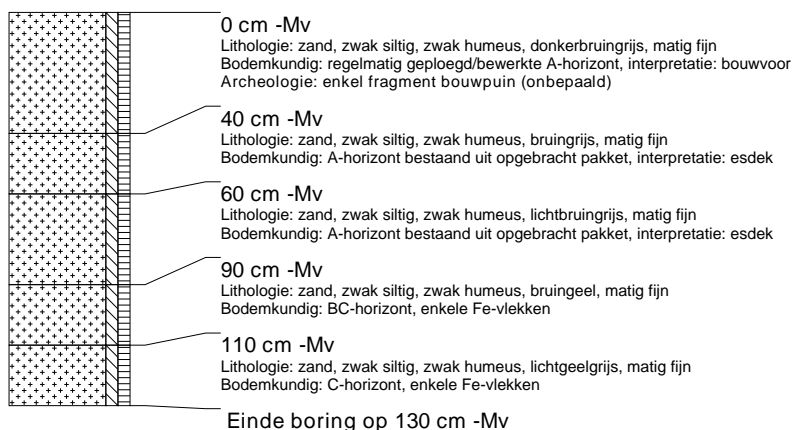 0 cm -Mv
Lithologie: zand, zwak siltig, zwak humeus, donkerbruingrijs, matig fijn
Bodemkundig: regelmatig geploegd/bewerkte A-horizont, interpretatie: bouwvoor
Archeologie: enkel fragment bouwpuin (onbepaald)
40 cm -Mv
Lithologie: zand, zwak siltig, zwak humeus, bruingrijs, matig fijn
Bodemkundig: A-horizont bestaand uit opgebracht pakket, interpretatie: esdek
60 cm -Mv
Lithologie: zand, zwak siltig, zwak humeus, lichtbruingrijs, matig fijn
Bodemkundig: A-horizont bestaand uit opgebracht pakket, interpretatie: esdek
90 cm -Mv
Lithologie: zand, zwak siltig, zwak humeus, bruingeel, matig fijn
Bodemkundig: BC-horizont, enkele Fe-vlekken
110 cm -Mv
Lithologie: zand, zwak siltig, zwak humeus, lichtgeelgrijs, matig fijn
Bodemkundig: C-horizont, enkele Fe-vlekken
Einde boring op 130 cm -Mv